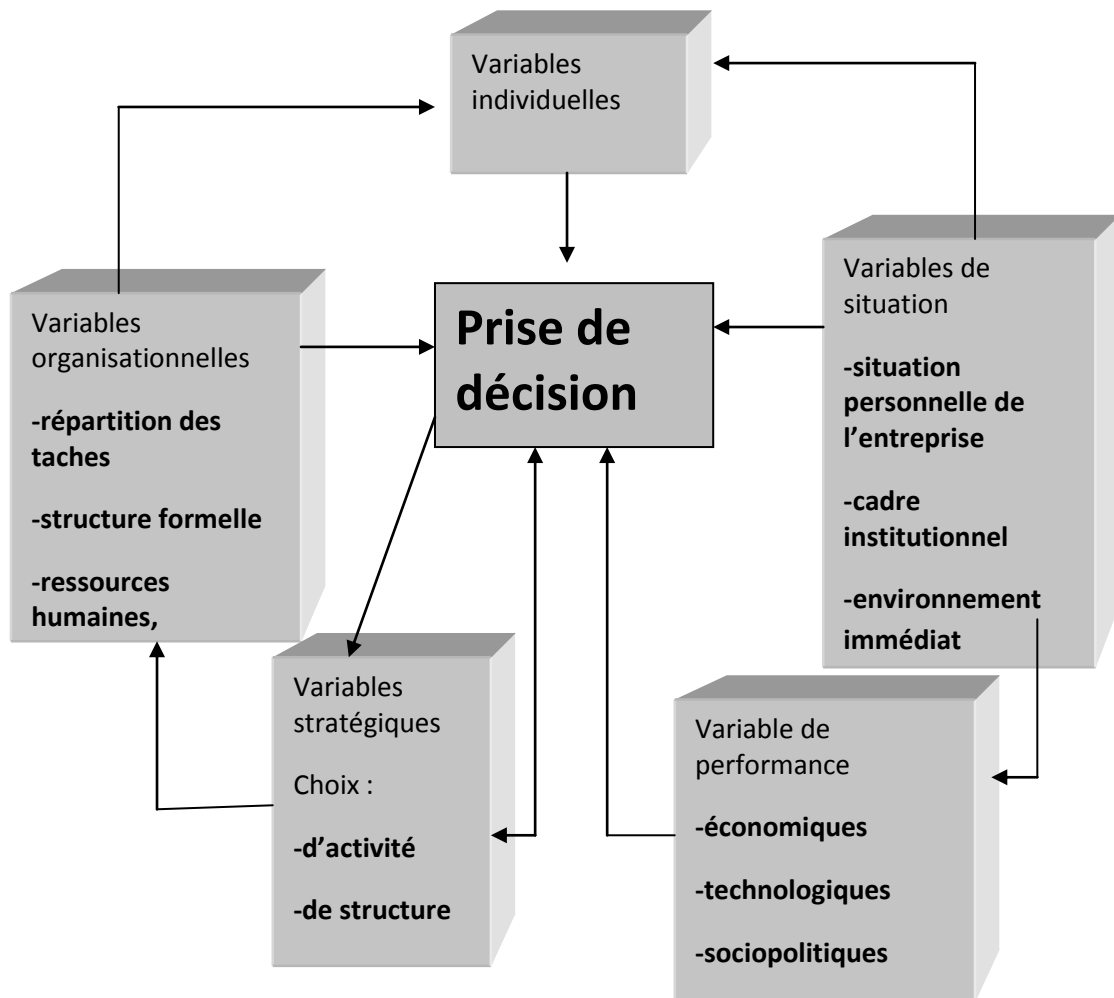 Variables
individuelles
Variables
organisationnelles
-répartition des
taches
-structure formelle
-ressources
humaines,
Prise de
décision
Variables de
situation
-situation
personnelle de
l’entreprise
-cadre
institutionnel
-environnement
immédiat
Variables
stratégiques
Choix :
-d’activité
-de structure
Variable de
performance
-économiques
-technologiques
-sociopolitiques